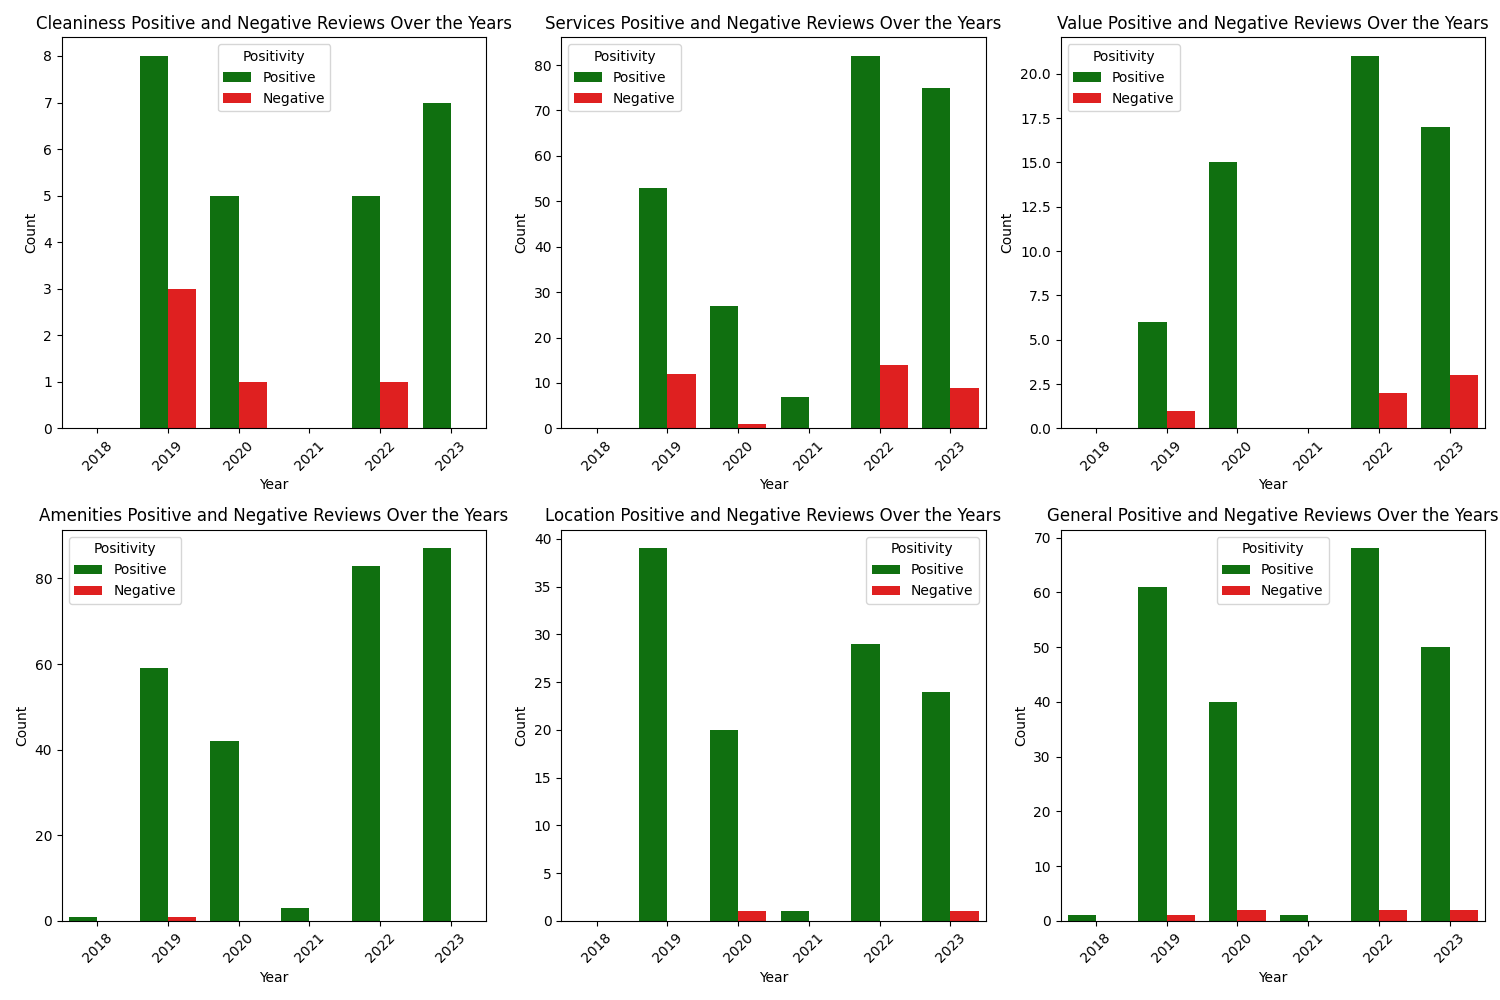 Cleaniness Positive and Negative Reviews Over the Years
Positivity
Positive
Negative
8
7
6
5
4
3
2
1
0
Count
2018
2019
2020
2021
2022
2023
Year
Services Positive and Negative Reviews Over the Years
Positivity
Positive
Negative
80
70
60
50
40
30
20
10
0
Count
2018
2019
2020
2021
2022
2023
Year
Value Positive and Negative Reviews Over the Years
Positivity
Positive
Negative
20.0
17.5
15.0
12.5
10.0
7.5
5.0
2.5
0.0
Count
2018
2019
2020
2021
2022
2023
Year
Amenities Positive and Negative Reviews Over the Years
Positivity
Positive
Negative
80
60
40
20
0
Count
2018
2019
2020
2021
2022
2023
Year
Location Positive and Negative Reviews Over the Years
Positivity
Positive
Negative
40
35
30
25
20
15
10
5
0
Count
2018
2019
2020
2021
2022
2023
Year
General Positive and Negative Reviews Over the Years
Positivity
Positive
Negative
70
60
50
40
30
20
10
0
Count
2018
2019
2020
2021
2022
2023
Year